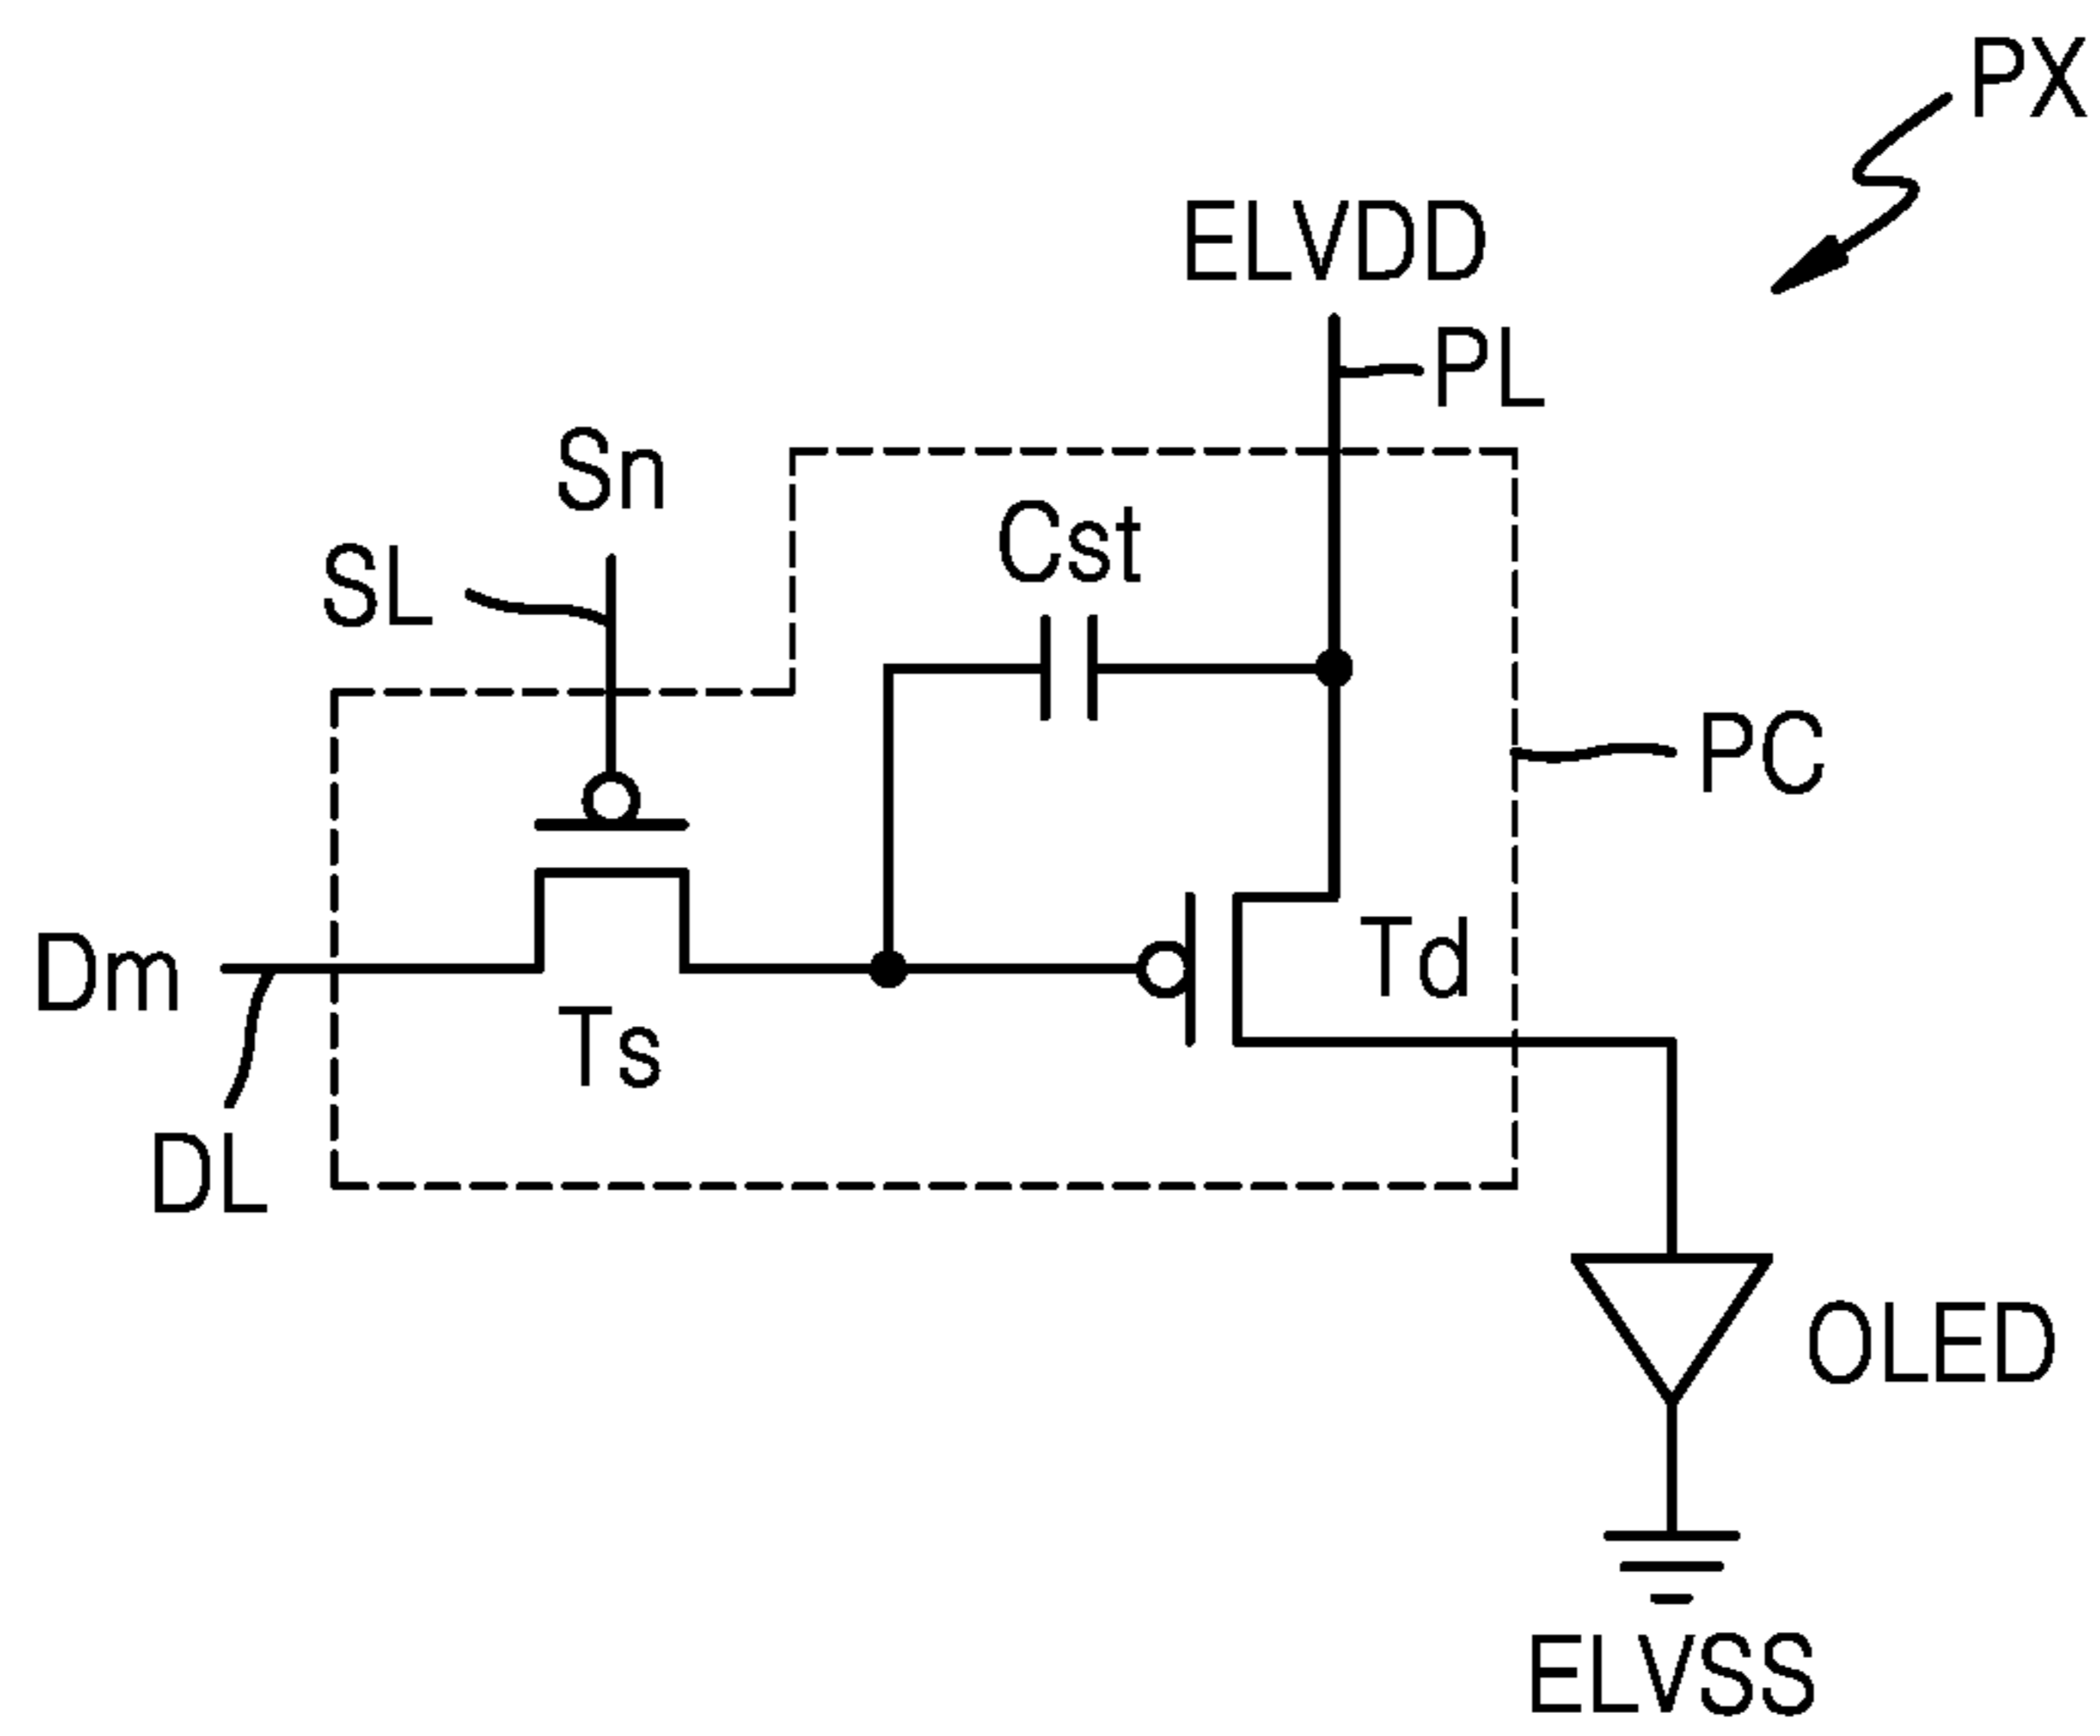 PX
ELVDD
PL
Sn
Cst
SL
PC
Dm
Td
Ts
DL
OLED
ELVSS